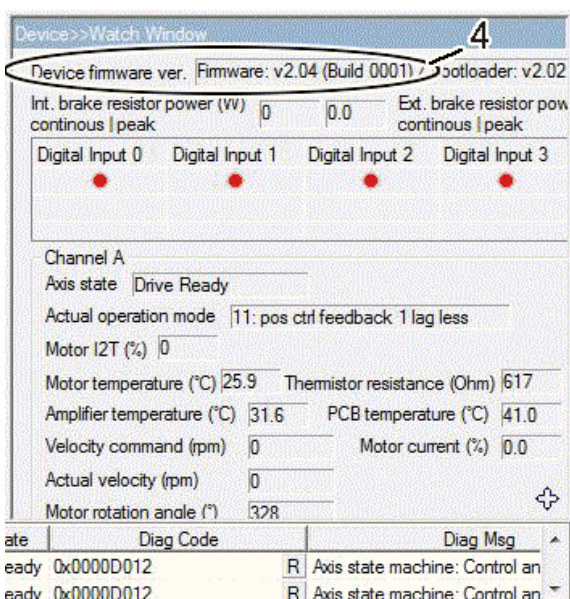 Device>>Watch Window
4
Device firmware ver. Firmware: v2.04 (Build 0001) / Bootloader: v2.02
Int. brake resistor power (W) 0 0.0 Ext. brake resistor pow
continous | peak continous | peak
Digital Input 0 Digital Input 1 Digital Input 2 Digital Input 3
Channel A
Axis state Drive Ready
Actual operation mode 11: pos ctrl feedback 1 lag less
Motor I2T (%) 0
Motor temperature (°C) 25.9 Thermistor resistance (Ohm) 617
Amplifier temperature (°C) 31.6 PCB temperature (°C) 41.0
Velocity command (rpm) 0 Motor current (%) 0.0
Actual velocity (rpm) 0
Motor rotation angle (°) 328
ate Diag Code Diag Msg
eady 0x0000D012 R Axis state machine: Control an
eady 0x0000D012 R Axis state machine: Control an